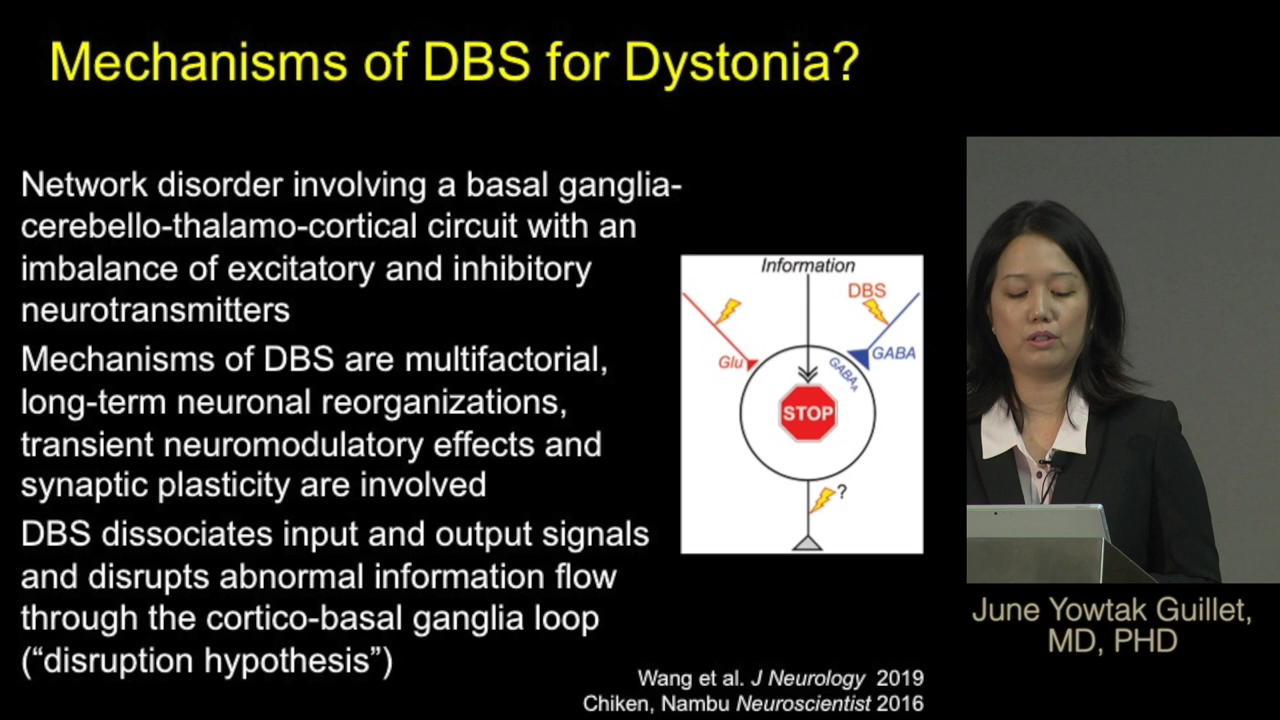 Mechanisms of DBS for Dystonia?
Network disorder involving a basal ganglia-
cerebello-thalamo-cortical circuit with an
imbalance of excitatory and inhibitory
neurotransmitters
Mechanisms of DBS are multifactorial,
long-term neuronal reorganizations,
transient neuromodulatory effects and
synaptic plasticity are involved
DBS dissociates input and output signals
and disrupts abnormal information flow
through the cortico-basal ganglia loop
(“disruption hypothesis”)
Information
DBS
Glu
GABA
GABAA
STOP
?
Wang et al. J Neurology 2019
Chiken, Nambu Neuroscientist 2016
June Yowtak Guillet,
MD, PHD